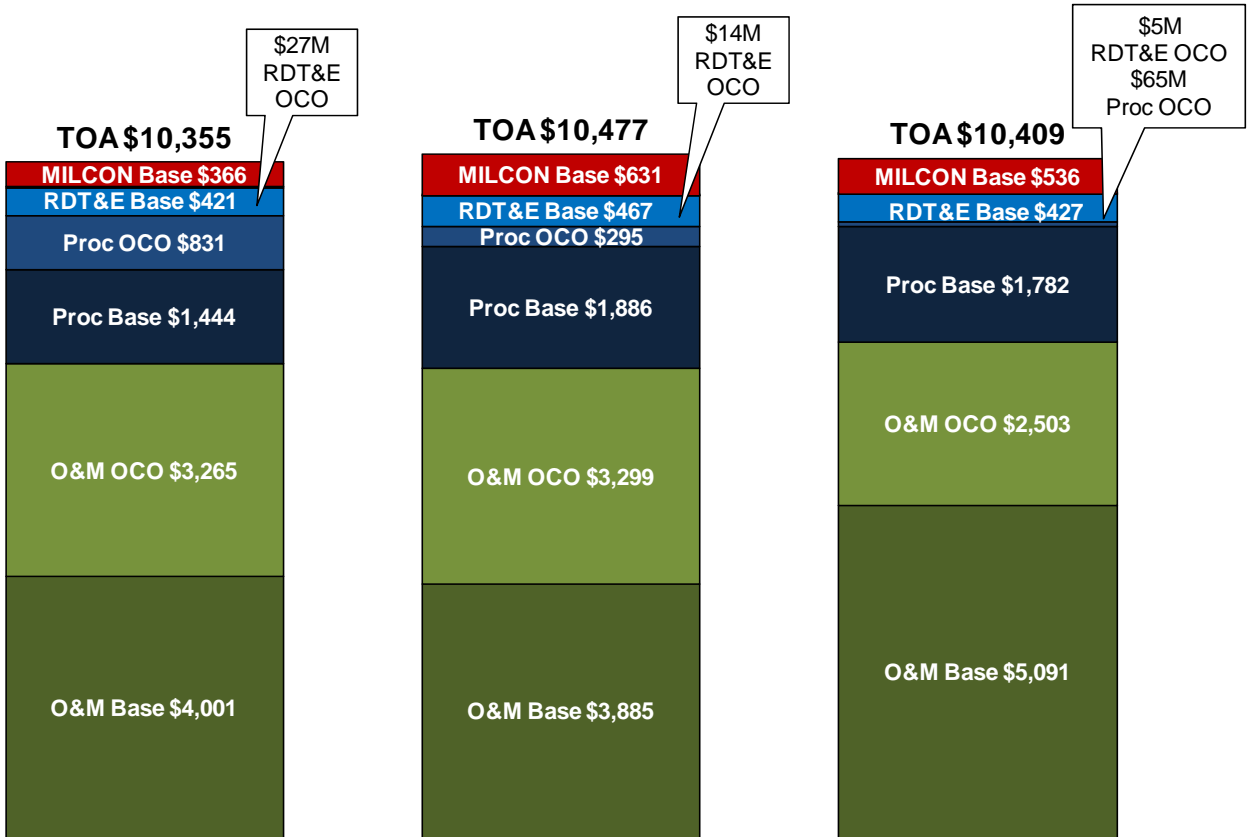 $27M
RDT&E
OCO
TOA $10,355
MILCON Base $366
RDT&E Base $421
Proc OCO $831
Proc Base $1,444
O&M OCO $3,265
O&M Base $4,001
$14M
RDT&E
OCO
TOA $10,477
MILCON Base $631
RDT&E Base $467
Proc OCO $295
Proc Base $1,886
O&M OCO $3,299
O&M Base $3,885
$5M
RDT&E OCO
$65M
Proc OCO
TOA $10,409
MILCON Base $536
RDT&E Base $427
Proc Base $1,782
O&M OCO $2,503
O&M Base $5,091